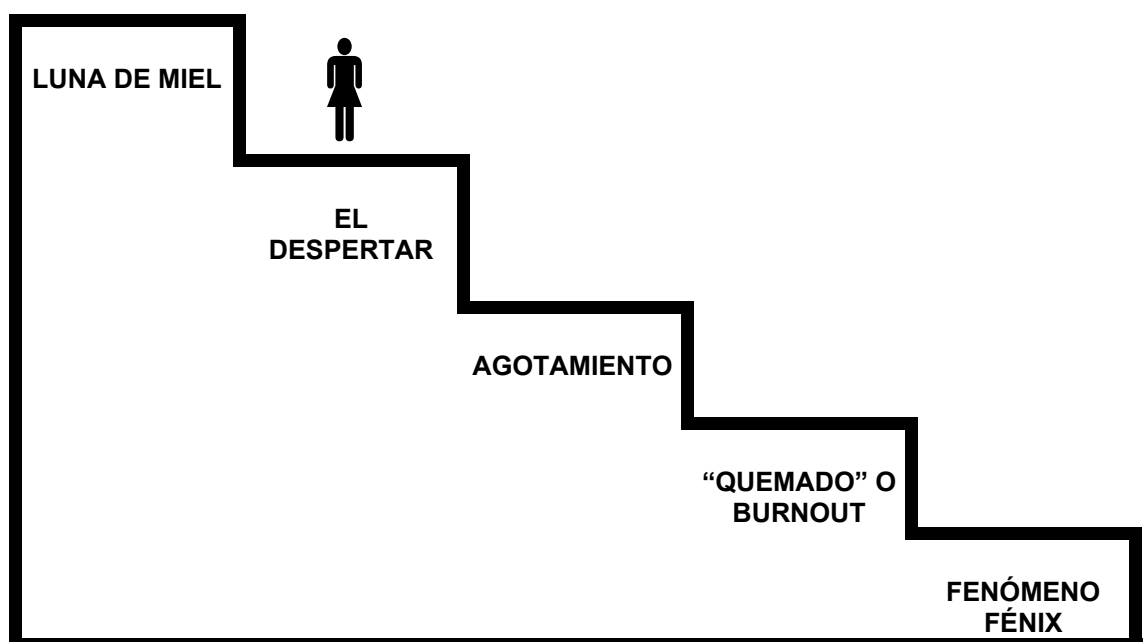 LUNA DE MIEL
EL
DESPERTAR
AGOTAMIENTO
“QUEMADO” O
BURNOUT
FENÓMENO
FÉNIX